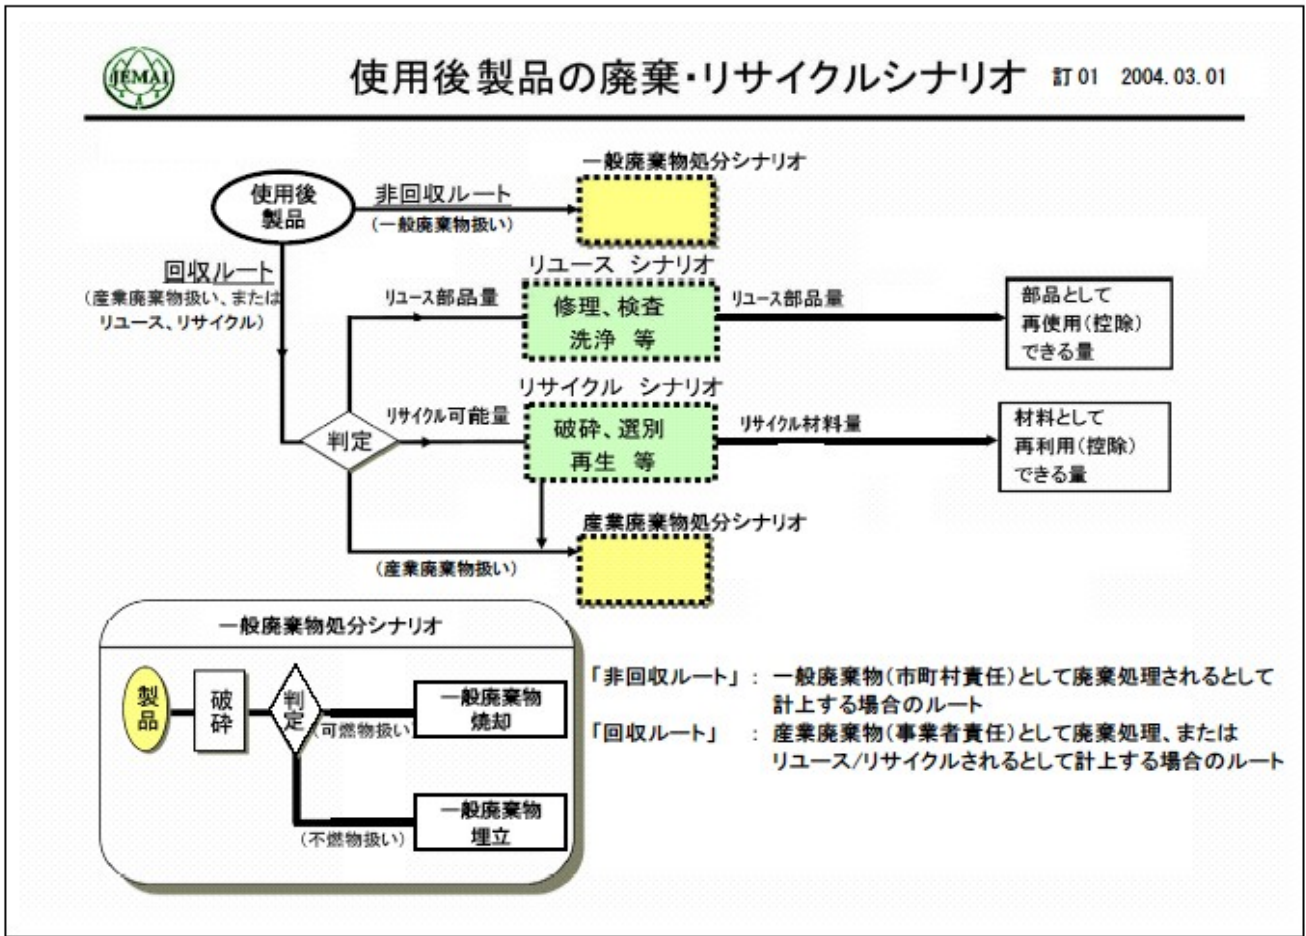 JEMAI
使用後製品の廃棄・リサイクルシナリオ 訂01 2004.03.01
一般廃棄物処分シナリオ
使用後
製品
非回収ルート
(一般廃棄物扱い)
回収ルート
(産業廃棄物扱い、または
リユース、リサイクル)
リユース シナリオ
リユース部品量
修理、検査
洗浄 等
リユース部品量
部品として
再使用(控除)
できる量
リサイクル シナリオ
判定
リサイクル可能量
破砕、選別
再生 等
リサイクル材料量
材料として
再利用(控除)
できる量
産業廃棄物処分シナリオ
(産業廃棄物扱い)
一般廃棄物処分シナリオ
製品
破砕
判定
(可燃物扱い)
一般廃棄物
焼却
(不燃物扱い)
一般廃棄物
埋立
「非回収ルート」 : 一般廃棄物(市町村責任)として廃棄処理されるとして
計上する場合のルート
「回収ルート」 : 産業廃棄物(事業者責任)として廃棄処理、または
リユース/リサイクルされるとして計上する場合のルート